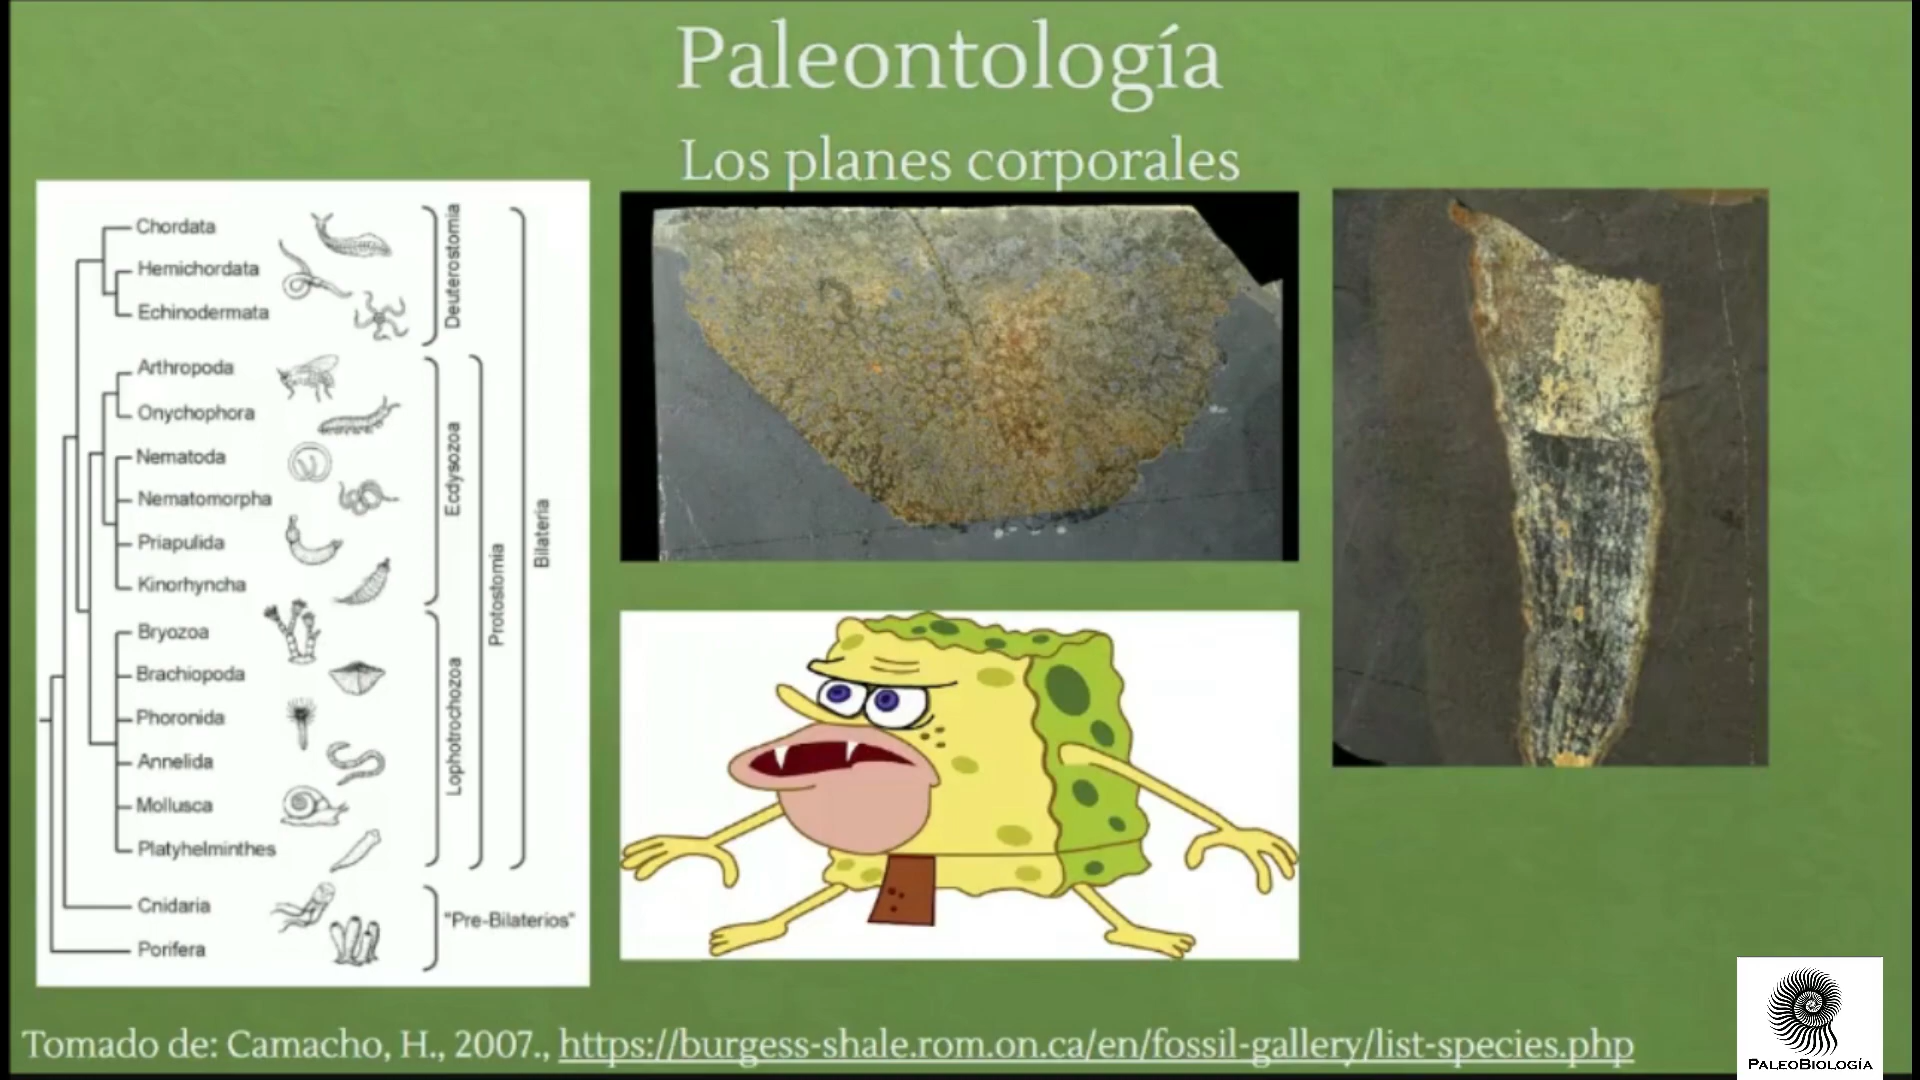 Paleontología
Los planes corporales
Chordata
Hemichordata
Echinodermata
Arthropoda
Onychophora
Nematoda
Nematomorpha
Priapulida
Kinorhyncha
Bryozoa
Brachiopoda
Phoronida
Annelida
Mollusca
Platyhelminthes
Cnidaria
Porifera
Deuterostomia
Ecdysozoa
Lophotrochozoa
Protostomia
Bilateria
"Pre-Bilaterios"
Tomado de: Camacho, H., 2007., https://burgess-shale.rom.on.ca/en/fossil-gallery/list-species.php
PALEOBIOLOGÍA